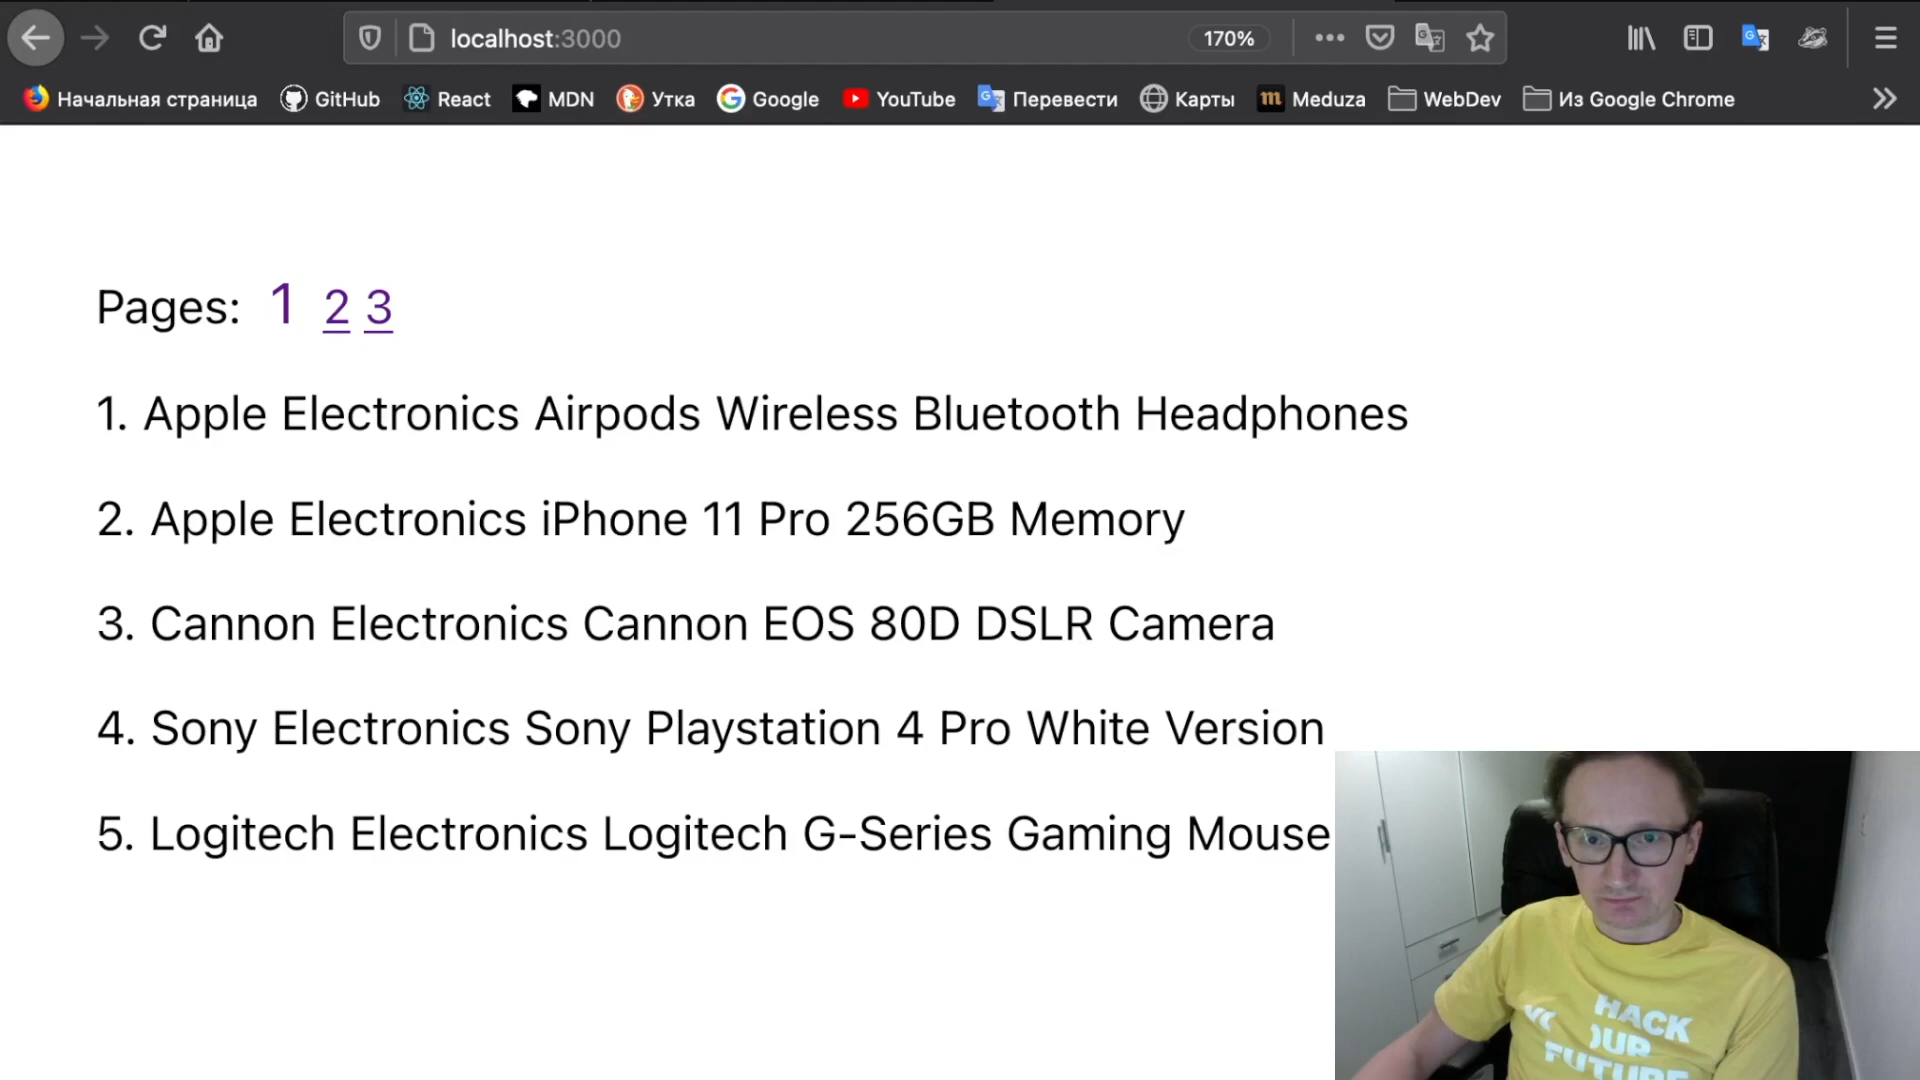 localhost:3000 170%
Начальная страница GitHub React MDN Утка Google YouTube Перевести Карты Meduza WebDev Из Google Chrome
Pages: 1 2 3
1. Apple Electronics Airpods Wireless Bluetooth Headphones
2. Apple Electronics iPhone 11 Pro 256GB Memory
3. Cannon Electronics Cannon EOS 80D DSLR Camera
4. Sony Electronics Sony Playstation 4 Pro White Version
5. Logitech Electronics Logitech G-Series Gaming Mouse
HACK
FUTURE